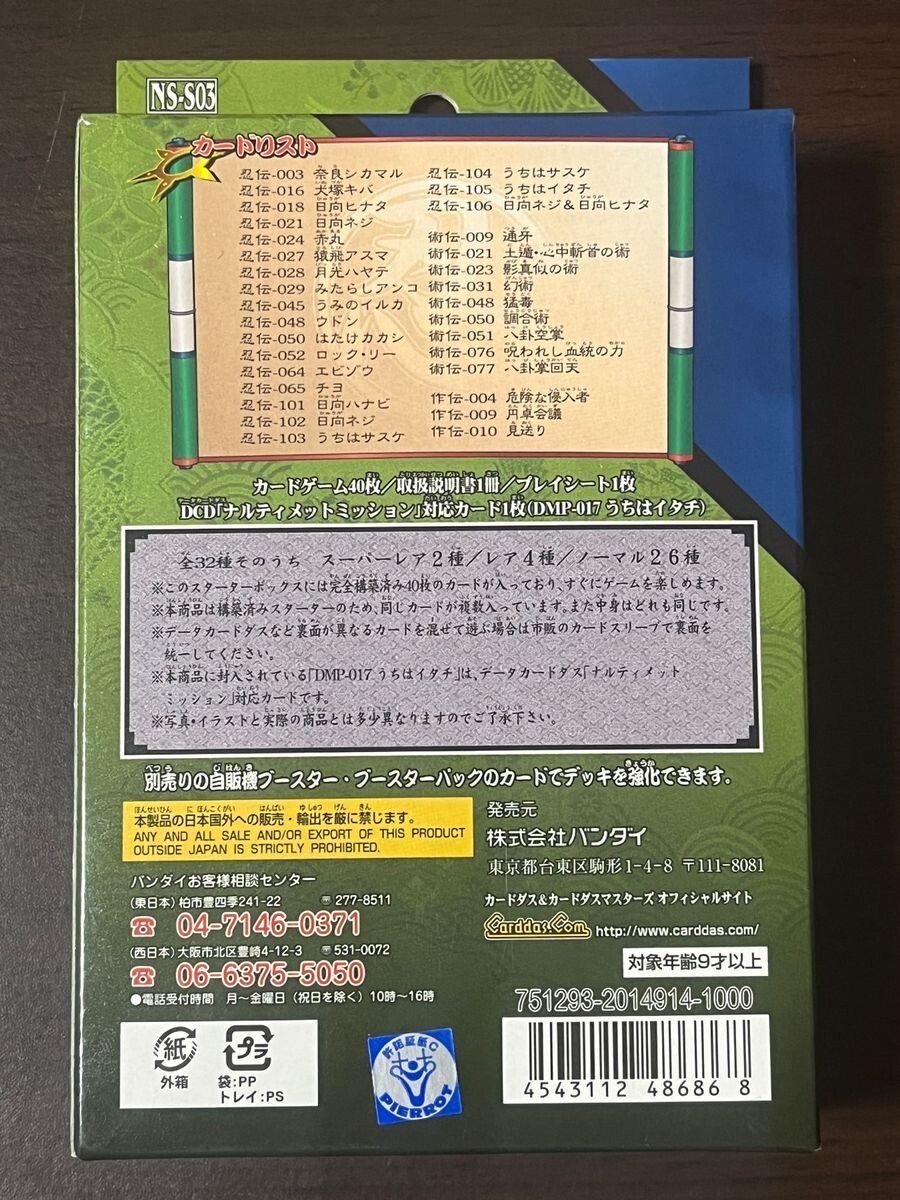 NS-S03
カードリスト
忍伝-003 奈良シカマル
忍伝-016 犬塚キバ
忍伝-018 日向ヒナタ
忍伝-021 日向ネジ
忍伝-024 赤丸
忍伝-027 猿飛アスマ
忍伝-028 月光ハヤテ
忍伝-029 みたらしアンコ
忍伝-045 うみのイルカ
忍伝-048 ウドン
忍伝-050 はたけカカシ
忍伝-052 ロック・リー
忍伝-064 エビゾウ
忍伝-065 チヨ
忍伝-101 日向ハナビ
忍伝-102 日向ネジ
忍伝-103 うちはサスケ
忍伝-104 うちはサスケ
忍伝-105 うちはイタチ
忍伝-106 日向ネジ&日向ヒナタ
術伝-009 通牙
術伝-021 土遁・心中斬首の術
術伝-023 影真似の術
術伝-031 幻術
術伝-048 猛毒
術伝-050 調合術
術伝-051 八卦空掌
術伝-076 呪われし血統の力
術伝-077 八卦掌回天
作伝-004 危険な侵入者
作伝-009 円卓会議
作伝-010 見送り
カードゲーム40枚/取扱説明書1冊/プレイシート1枚
DCD「ナルティメットミッション」対応カード1枚(DMP-017 うちはイタチ)
全32種そのうち スーパーレア2種/レア4種/ノーマル26種
※このスターターボックスには完全構築済み40枚のカードが入っており、すぐにゲームを楽しめます。
※本商品は構築済みスターターのため、同じカードが複数入っています。また中身はどれも同じです。
※データカードダスなど裏面が異なるカードを混ぜて遊ぶ場合は市販のカードスリーブで裏面を
統一してください。
※本商品に封入されている「DMP-017 うちはイタチ」は、データカードダス「ナルティメット
ミッション」対応カードです。
※写真・イラストと実際の商品とは多少異なりますのでご了承下さい。
別売りの自販機ブースター・ブースターパックのカードでデッキを強化できます。
本製品の日本国外への販売・輸出を厳に禁じます。
ANY AND ALL SALE AND/OR EXPORT OF THIS PRODUCT
OUTSIDE JAPAN IS STRICTLY PROHIBITED.
バンダイお客様相談センター
(東日本) 柏市豊四季241-22 〒277-8511
☎ 04-7146-0371
(西日本) 大阪市北区豊崎4-12-3 〒531-0072
☎ 06-6375-5050
●電話受付時間 月〜金曜日(祝日を除く)10時〜16時
発売元
株式会社バンダイ
東京都台東区駒形1-4-8 〒111-8081
カードダス&カードダスマスターズ オフィシャルサイト
Carddas.Com http://www.carddas.com
対象年齢9才以上
751293-2014914-1000
紙
外箱
プラ
袋:PP
トレイ:PS
許諾証紙C
PIERROT
4543112 48686 8